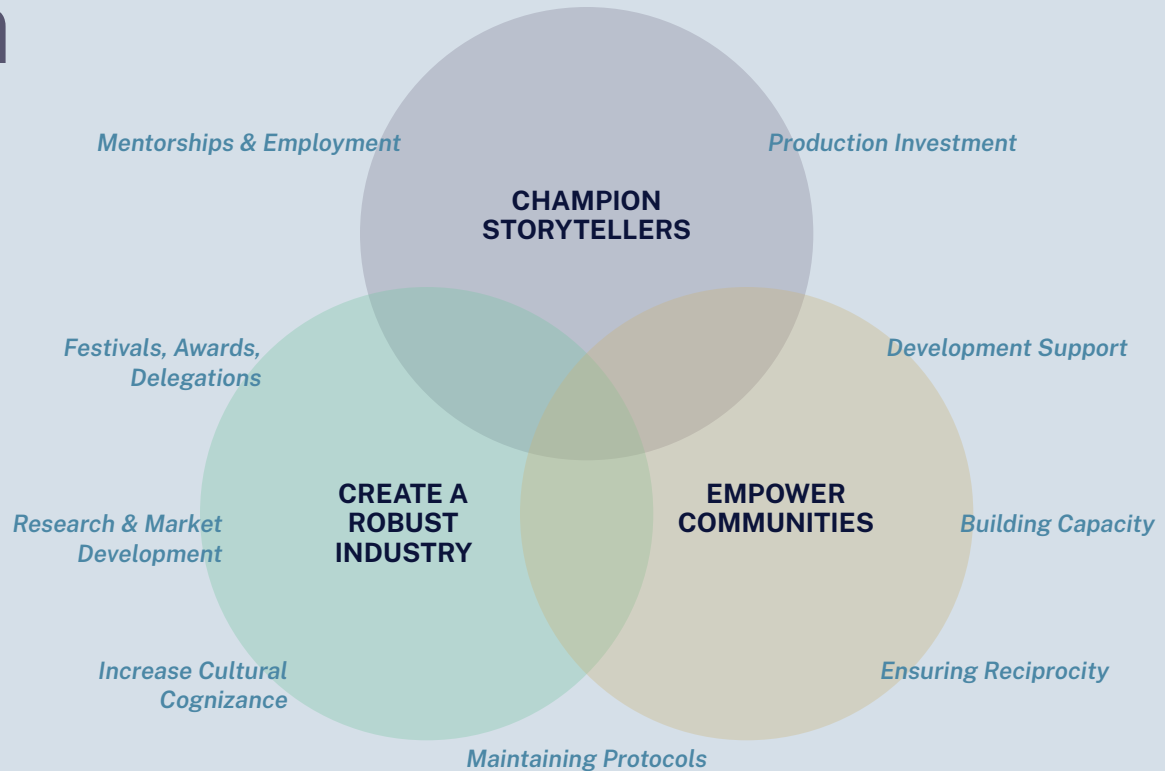 Mentorships & Employment
Production Investment
CHAMPION
STORYTELLERS
Festivals, Awards,
Delegations
Development Support
CREATE A
ROBUST
INDUSTRY
EMPOWER
COMMUNITIES
Research & Market
Development
Building Capacity
Increase Cultural
Cognizance
Ensuring Reciprocity
Maintaining Protocols